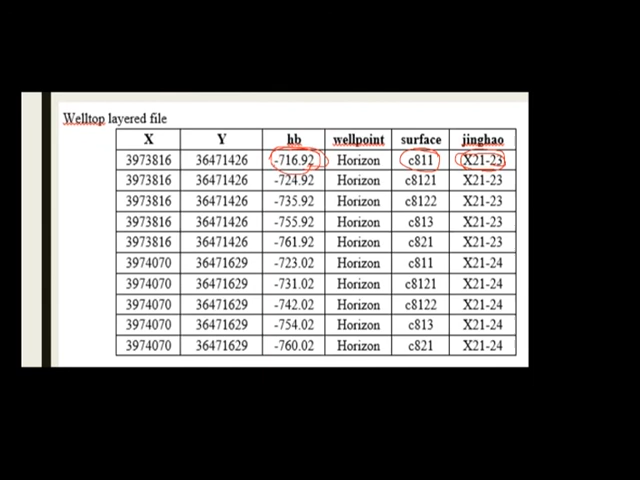 Welltop layered file
X Y hb wellpoint surface jinghao
3973816 36471426 -716.92 Horizon c811 X21-23
3973816 36471426 -724.92 Horizon c8121 X21-23
3973816 36471426 -735.92 Horizon c8122 X21-23
3973816 36471426 -755.92 Horizon c813 X21-23
3973816 36471426 -761.92 Horizon c821 X21-23
3974070 36471629 -723.02 Horizon c811 X21-24
3974070 36471629 -731.02 Horizon c8121 X21-24
3974070 36471629 -742.02 Horizon c8122 X21-24
3974070 36471629 -754.02 Horizon c813 X21-24
3974070 36471629 -760.02 Horizon c821 X21-24